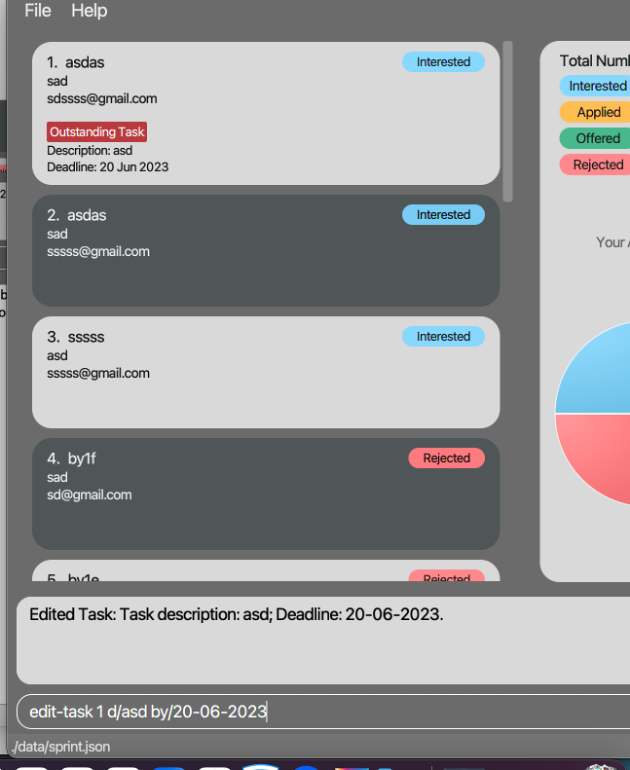 File Help
1. asdas
Interested
sad
sdssss@gmail.com
Outstanding Task
Description: asd
Deadline: 20 Jun 2023
2. asdas
Interested
sad
sssss@gmail.com
3. sssss
Interested
asd
sssss@gmail.com
4. by1f
Rejected
sad
sd@gmail.com
5. by1e
Rejected
Total Numb
Interested
Applied
Offered
Rejected
Your
Edited Task: Task description: asd; Deadline: 20-06-2023.
edit-task 1 d/asd by/20-06-2023
./data/sprint.json